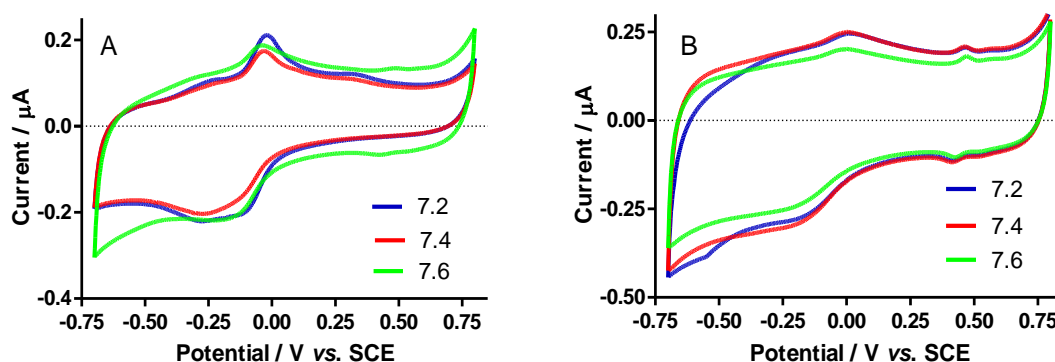 A
0.2
0.0
-0.2
-0.4
Current / μA
7.2
7.4
7.6
-0.75 -0.50 -0.25 0.00 0.25 0.50 0.75
Potential / V vs. SCE
B
0.25
0.00
-0.25
-0.50
Current / μA
7.2
7.4
7.6
-0.75 -0.50 -0.25 0.00 0.25 0.50 0.75
Potential / V vs. SCE